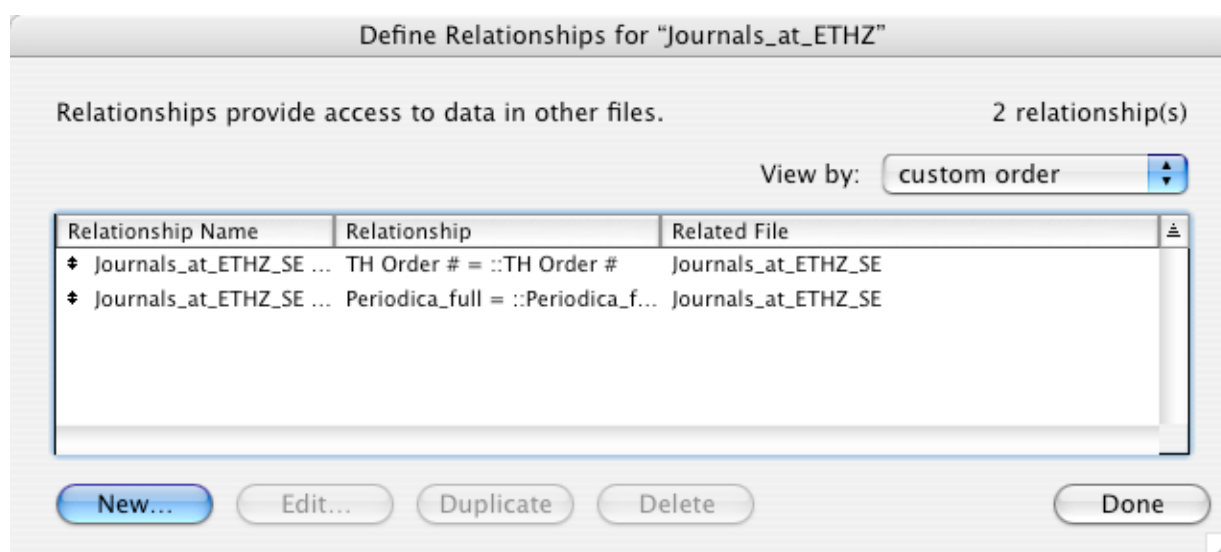 Define Relationships for “Journals_at_ETHZ”
Relationships provide access to data in other files. 2 relationship(s)
View by: custom order
Relationship Name Relationship Related File
Journals_at_ETHZ_SE ... TH Order # = ::TH Order # Journals_at_ETHZ_SE
Journals_at_ETHZ_SE ... Periodica_full = ::Periodica_f... Journals_at_ETHZ_SE
New... Edit... Duplicate Delete Done